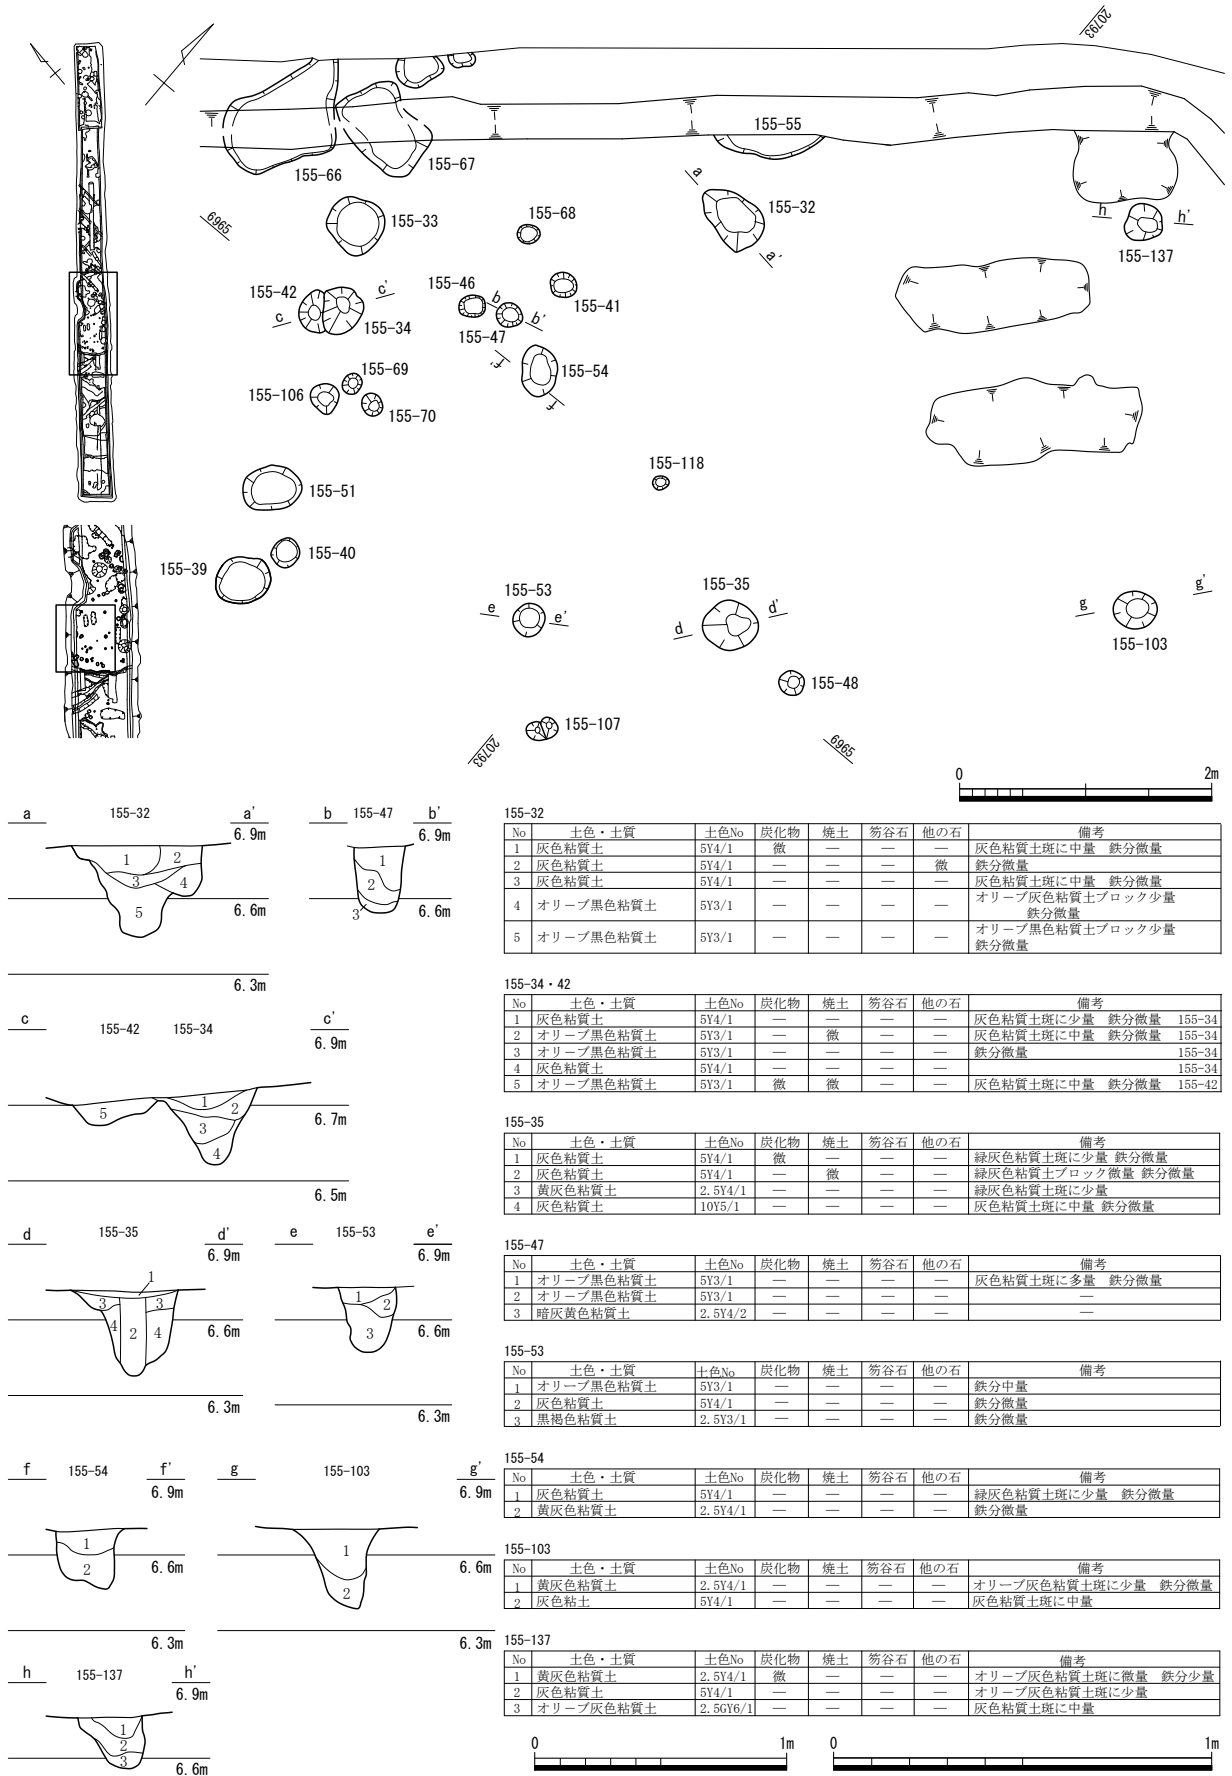 20793
155-55
155-66
155-67
a
155-32
a'
6965
155-33
155-68
h
h'
155-137
155-42
c'
c
155-34
155-46
b
155-41
b'
155-47
f'
155-54
f
155-69
155-106
155-70
155-118
155-51
155-40
155-39
155-53
e
e'
155-35
d'
d
g'
g
155-103
155-48
155-107
20793
6965
0 2m
a 155-32 a'
6.9m
1 2 3 4 5
6.6m
6.3m
b 155-47 b'
6.9m
1
2
3
6.6m
c 155-42 155-34 c'
6.9m
5 1 2 3 4
6.7m
6.5m
d 155-35 d'
6.9m
1
3 3
4 2 4
6.6m
6.3m
e 155-53 e'
6.9m
1 2
3
6.6m
6.3m
f 155-54 f'
6.9m
1
2
6.6m
6.3m
g 155-103 g'
6.9m
1
2
6.6m
6.3m
h 155-137 h'
6.9m
1
2
3
6.6m
155-32
No 土色・土質 土色No 炭化物 焼土 笏谷石 他の石 備考
1 灰色粘質土 5Y4/1 微 — — — 灰色粘質土斑に中量 鉄分微量
2 灰色粘質土 5Y4/1 — — — 微 鉄分微量
3 灰色粘質土 5Y4/1 — — — — 灰色粘質土斑に中量 鉄分微量
4 オリーブ黒色粘質土 5Y3/1 — — — — オリーブ灰色粘質土ブロック少量
鉄分微量
5 オリーブ黒色粘質土 5Y3/1 — — — — オリーブ黒色粘質土ブロック少量
鉄分微量
155-34・42
No 土色・土質 土色No 炭化物 焼土 笏谷石 他の石 備考
1 灰色粘質土 5Y4/1 — — — — 灰色粘質土斑に少量 鉄分微量 155-34
2 オリーブ黒色粘質土 5Y3/1 — 微 — — 灰色粘質土斑に中量 鉄分微量 155-34
3 オリーブ黒色粘質土 5Y3/1 — — — — 鉄分微量 155-34
4 灰色粘質土 5Y4/1 — — — — 155-34
5 オリーブ黒色粘質土 5Y3/1 微 微 — — 灰色粘質土斑に中量 鉄分微量 155-42
155-35
No 土色・土質 土色No 炭化物 焼土 笏谷石 他の石 備考
1 灰色粘質土 5Y4/1 微 — — — 緑灰色粘質土斑に少量 鉄分微量
2 灰色粘質土 5Y4/1 — 微 — — 緑灰色粘質土ブロック微量 鉄分微量
3 黄灰色粘質土 2.5Y4/1 — — — — 緑灰色粘質土斑に少量
4 灰色粘質土 10Y5/1 — — — — 灰色粘質土斑に中量 鉄分微量
155-47
No 土色・土質 土色No 炭化物 焼土 笏谷石 他の石 備考
1 オリーブ黒色粘質土 5Y3/1 — — — — 灰色粘質土斑に多量 鉄分微量
2 オリーブ黒色粘質土 5Y3/1 — — — — —
3 暗灰黄色粘質土 2.5Y4/2 — — — — —
155-53
No 土色・土質 土色No 炭化物 焼土 笏谷石 他の石 備考
1 オリーブ黒色粘質土 5Y3/1 — — — — 鉄分中量
2 灰色粘質土 5Y4/1 — — — — 鉄分微量
3 黒褐色粘質土 2.5Y3/1 — — — — 鉄分微量
155-54
No 土色・土質 土色No 炭化物 焼土 笏谷石 他の石 備考
1 灰色粘質土 5Y4/1 — — — — 緑灰色粘質土斑に少量 鉄分微量
2 黄灰色粘質土 2.5Y4/1 — — — — 鉄分微量
155-103
No 土色・土質 土色No 炭化物 焼土 笏谷石 他の石 備考
1 黄灰色粘質土 2.5Y4/1 — — — — オリーブ灰色粘質土斑に少量 鉄分微量
2 灰色粘土 5Y4/1 — — — — 灰色粘質土斑に中量
155-137
No 土色・土質 土色No 炭化物 焼土 笏谷石 他の石 備考
1 黄灰色粘質土 2.5Y4/1 微 — — — オリーブ灰色粘質土斑に微量 鉄分少量
2 灰色粘質土 5Y4/1 — — — — オリーブ灰色粘質土斑に少量
3 オリーブ灰色粘質土 2.5GY6/1 — — — — 灰色粘質土斑に中量
0 1m
0 1m